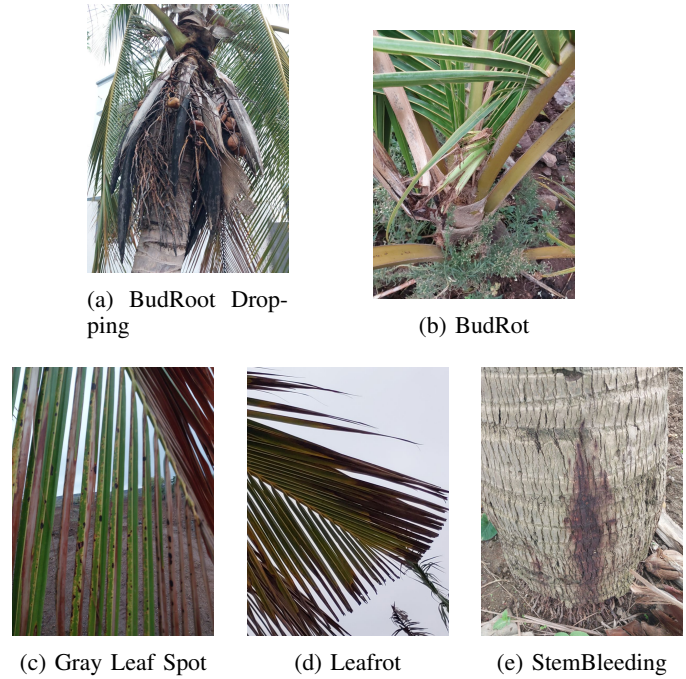 (a) BudRoot Drop-
ping
(b) BudRot
(c) Gray Leaf Spot
(d) Leafrot
(e) StemBleeding